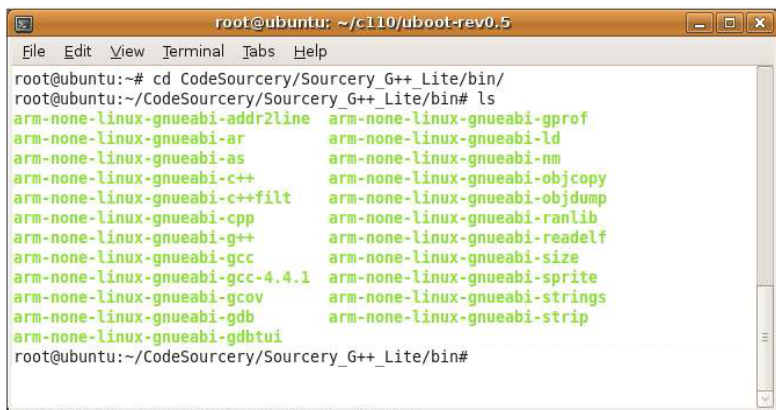 root@ubuntu: ~/c110/uboot-rev0.5
File Edit View Terminal Tabs Help
root@ubuntu:~# cd CodeSourcery/Sourcery_G++_Lite/bin/
root@ubuntu:~/CodeSourcery/Sourcery_G++_Lite/bin# ls
arm-none-linux-gnueabi-addr2line arm-none-linux-gnueabi-gprof
arm-none-linux-gnueabi-ar arm-none-linux-gnueabi-ld
arm-none-linux-gnueabi-as arm-none-linux-gnueabi-nm
arm-none-linux-gnueabi-c++ arm-none-linux-gnueabi-objcopy
arm-none-linux-gnueabi-c++filt arm-none-linux-gnueabi-objdump
arm-none-linux-gnueabi-cpp arm-none-linux-gnueabi-ranlib
arm-none-linux-gnueabi-g++ arm-none-linux-gnueabi-readelf
arm-none-linux-gnueabi-gcc arm-none-linux-gnueabi-size
arm-none-linux-gnueabi-gcc-4.4.1 arm-none-linux-gnueabi-sprite
arm-none-linux-gnueabi-gcov arm-none-linux-gnueabi-strings
arm-none-linux-gnueabi-gdb arm-none-linux-gnueabi-strip
arm-none-linux-gnueabi-gdbtui
root@ubuntu:~/CodeSourcery/Sourcery_G++_Lite/bin#